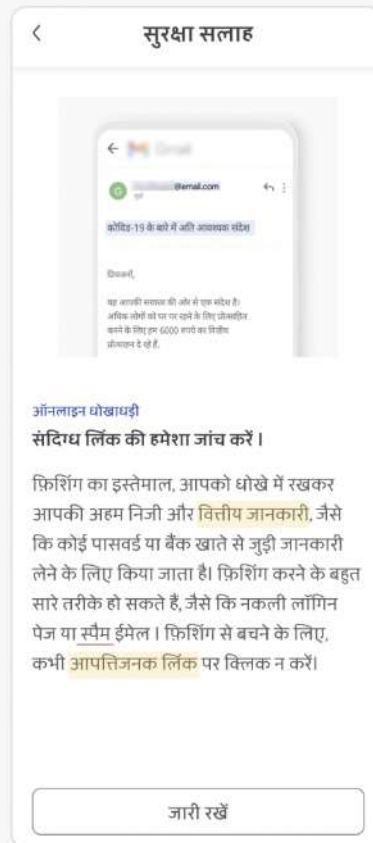 सुरक्षा सलाह
Gmail
G
@email.com
कोविड-19 के बारे में अति आवश्यक संदेश
यह आपकी सरकार की ओर से एक संदेश है।
अधिक लोगों को घर पर रहने के लिए प्रोत्साहित
करने के लिए हम 6000 रुपये का वित्तीय
प्रोत्साहन दे रहे हैं.
ऑनलाइन धोखाधड़ी
संदिग्ध लिंक की हमेशा जांच करें ।
फ़िशिंग का इस्तेमाल, आपको धोखे में रखकर
आपकी अहम निजी और वित्तीय जानकारी, जैसे
कि कोई पासवर्ड या बैंक खाते से जुड़ी जानकारी
लेने के लिए किया जाता है। फ़िशिंग करने के बहुत
सारे तरीके हो सकते हैं, जैसे कि नकली लॉगिन
पेज या स्पैम ईमेल । फ़िशिंग से बचने के लिए,
कभी आपत्तिजनक लिंक पर क्लिक न करें।
जारी रखें